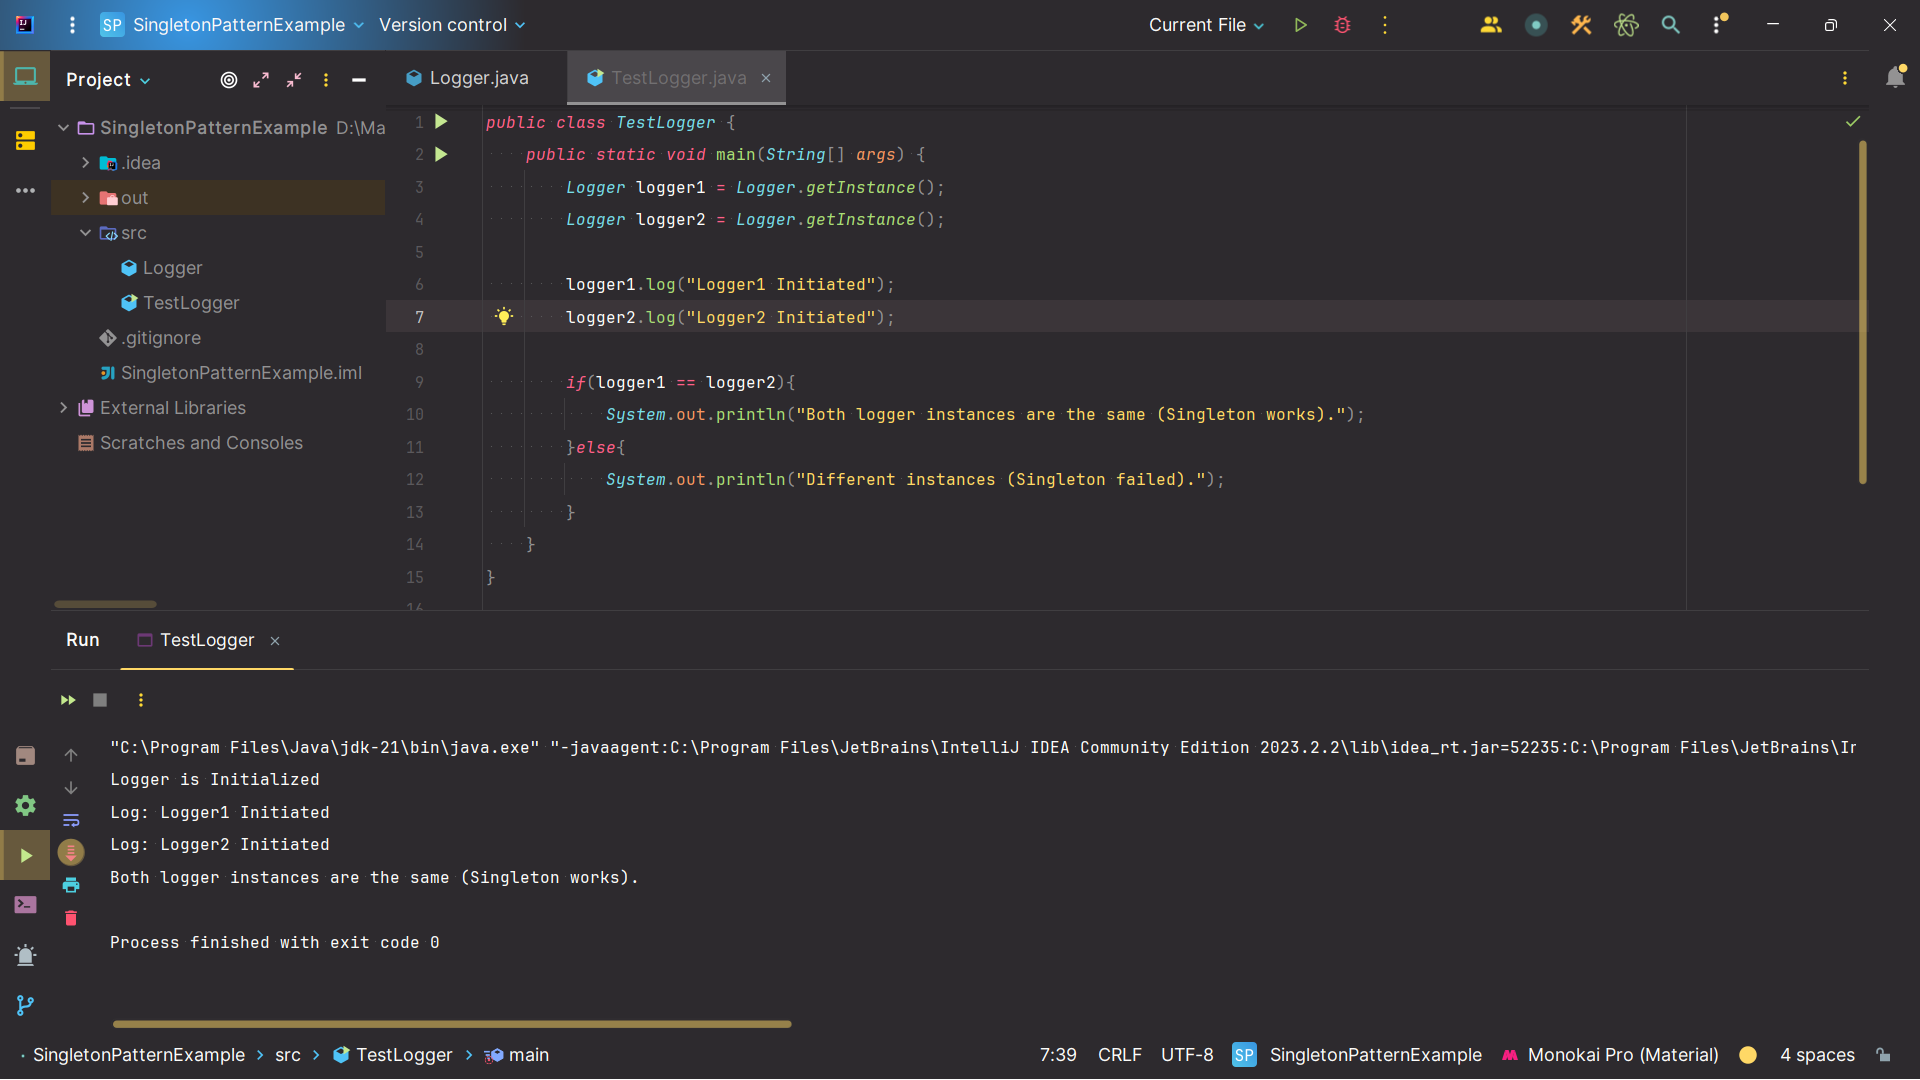 SP SingletonPatternExample Version control Current File
Project
Logger.java TestLogger.java
SingletonPatternExample D:\Ma
.idea
out
src
Logger
TestLogger
.gitignore
SingletonPatternExample.iml
External Libraries
Scratches and Consoles
1 public class TestLogger {
2 public static void main(String[] args) {
3 Logger logger1 = Logger.getInstance();
4 Logger logger2 = Logger.getInstance();
5
6 logger1.log("Logger1 Initiated");
7 logger2.log("Logger2 Initiated");
8
9 if(logger1 == logger2){
10 System.out.println("Both logger instances are the same (Singleton works).");
11 }else{
12 System.out.println("Different instances (Singleton failed).");
13 }
14 }
15 }
16
Run TestLogger
"C:\Program Files\Java\jdk-21\bin\java.exe" "-javaagent:C:\Program Files\JetBrains\IntelliJ IDEA Community Edition 2023.2.2\lib\idea_rt.jar=52235:C:\Program Files\JetBrains\In
Logger is Initialized
Log: Logger1 Initiated
Log: Logger2 Initiated
Both logger instances are the same (Singleton works).
Process finished with exit code 0
SingletonPatternExample > src > TestLogger > main 7:39 CRLF UTF-8 SP SingletonPatternExample Monokai Pro (Material) 4 spaces